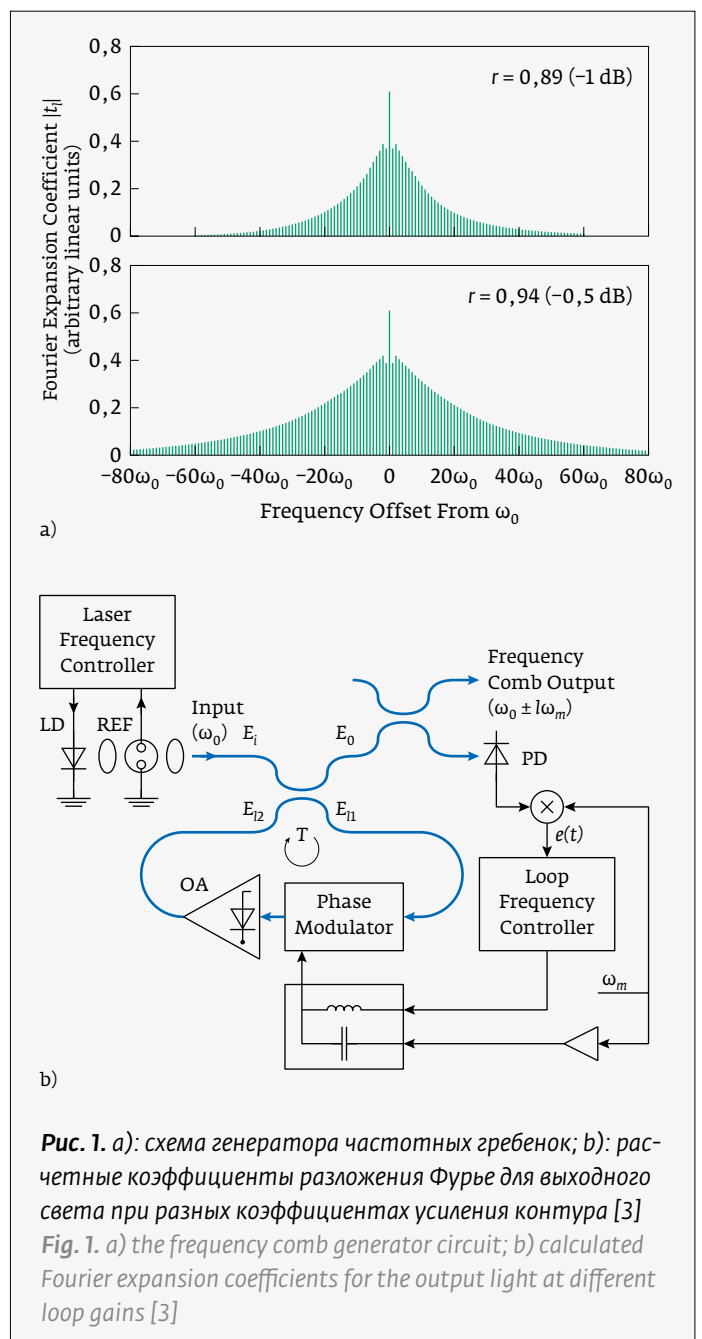 0,8
r = 0,89 (−1 dB)
0,6
0,4
0,2
0
Fourier Expansion Coefficient |tₗ|
(arbitrary linear units)
0,8
r = 0,94 (−0,5 dB)
0,6
0,4
0,2
0
−80ω₀ −60ω₀ −40ω₀ −20ω₀ 0 20ω₀ 40ω₀ 60ω₀ 80ω₀
Frequency Offset From ω₀
a)
Laser
Frequency
Controller
LD
REF
Input
(ω₀)
Eᵢ
E₀
Frequency
Comb Output
(ω₀ ± lωₘ)
PD
×
e(t)
Eₗ₂
T
Eₗ₁
OA
Phase
Modulator
Loop
Frequency
Controller
ωₘ
b)
Рис. 1. a): схема генератора частотных гребенок; b): рас-
четные коэффициенты разложения Фурье для выходного
света при разных коэффициентах усиления контура [3]
Fig. 1. a) the frequency comb generator circuit; b) calculated
Fourier expansion coefficients for the output light at different
loop gains [3]